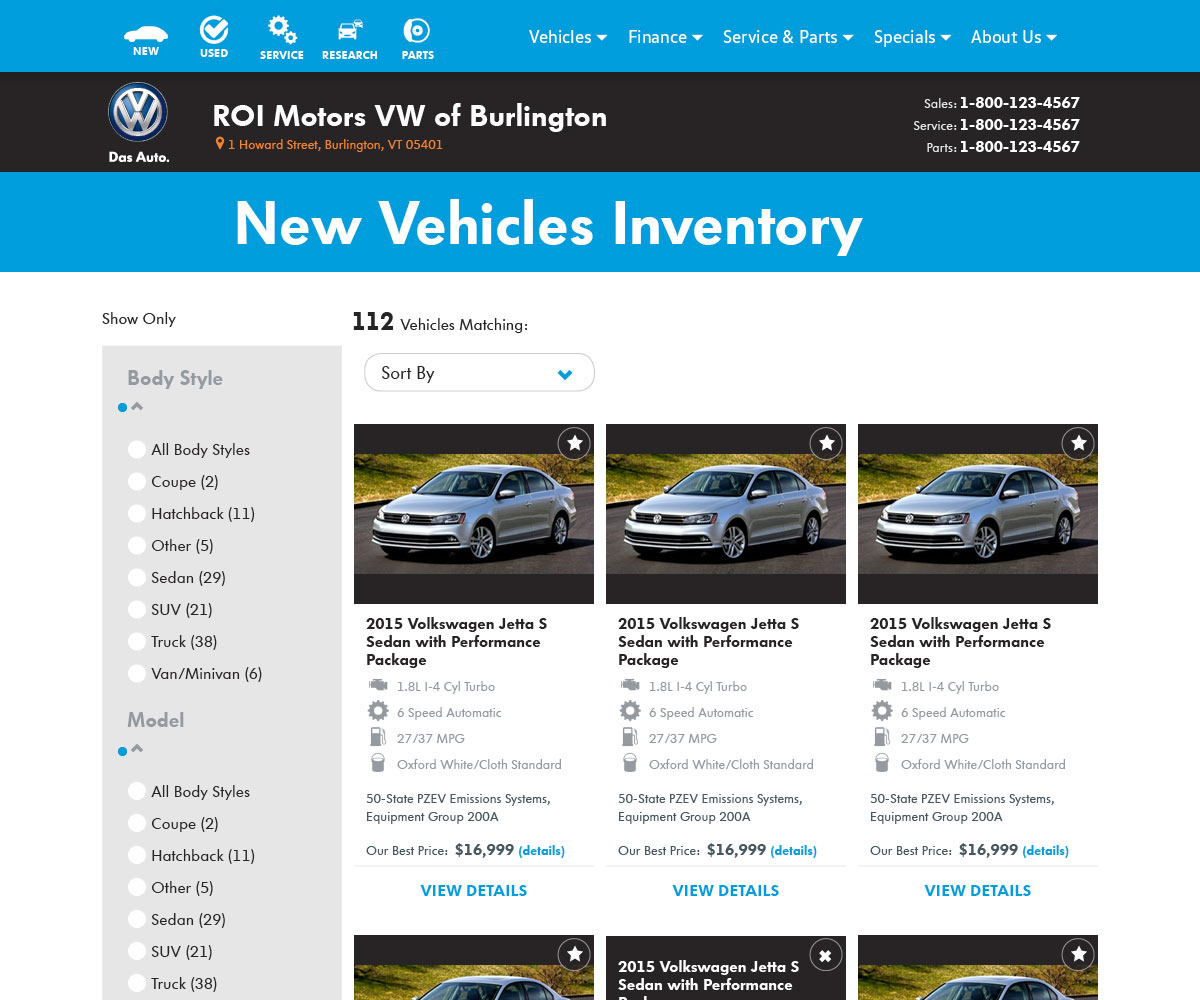 NEW
USED
SERVICE
RESEARCH
PARTS
Vehicles
Finance
Service & Parts
Specials
About Us
Das Auto.
ROI Motors VW of Burlington
1 Howard Street, Burlington, VT 05401
Sales: 1-800-123-4567
Service: 1-800-123-4567
Parts: 1-800-123-4567
New Vehicles Inventory
Show Only
Body Style
All Body Styles
Coupe (2)
Hatchback (11)
Other (5)
Sedan (29)
SUV (21)
Truck (38)
Van/Minivan (6)
Model
All Body Styles
Coupe (2)
Hatchback (11)
Other (5)
Sedan (29)
SUV (21)
Truck (38)
112 Vehicles Matching:
Sort By
2015 Volkswagen Jetta S
Sedan with Performance
Package
1.8L I-4 Cyl Turbo
6 Speed Automatic
27/37 MPG
Oxford White/Cloth Standard
50-State PZEV Emissions Systems,
Equipment Group 200A
Our Best Price: $16,999 (details)
VIEW DETAILS
2015 Volkswagen Jetta S
Sedan with Performance
Package
1.8L I-4 Cyl Turbo
6 Speed Automatic
27/37 MPG
Oxford White/Cloth Standard
50-State PZEV Emissions Systems,
Equipment Group 200A
Our Best Price: $16,999 (details)
VIEW DETAILS
2015 Volkswagen Jetta S
Sedan with Performance
Package
1.8L I-4 Cyl Turbo
6 Speed Automatic
27/37 MPG
Oxford White/Cloth Standard
50-State PZEV Emissions Systems,
Equipment Group 200A
Our Best Price: $16,999 (details)
VIEW DETAILS
2015 Volkswagen Jetta S
Sedan with Performance